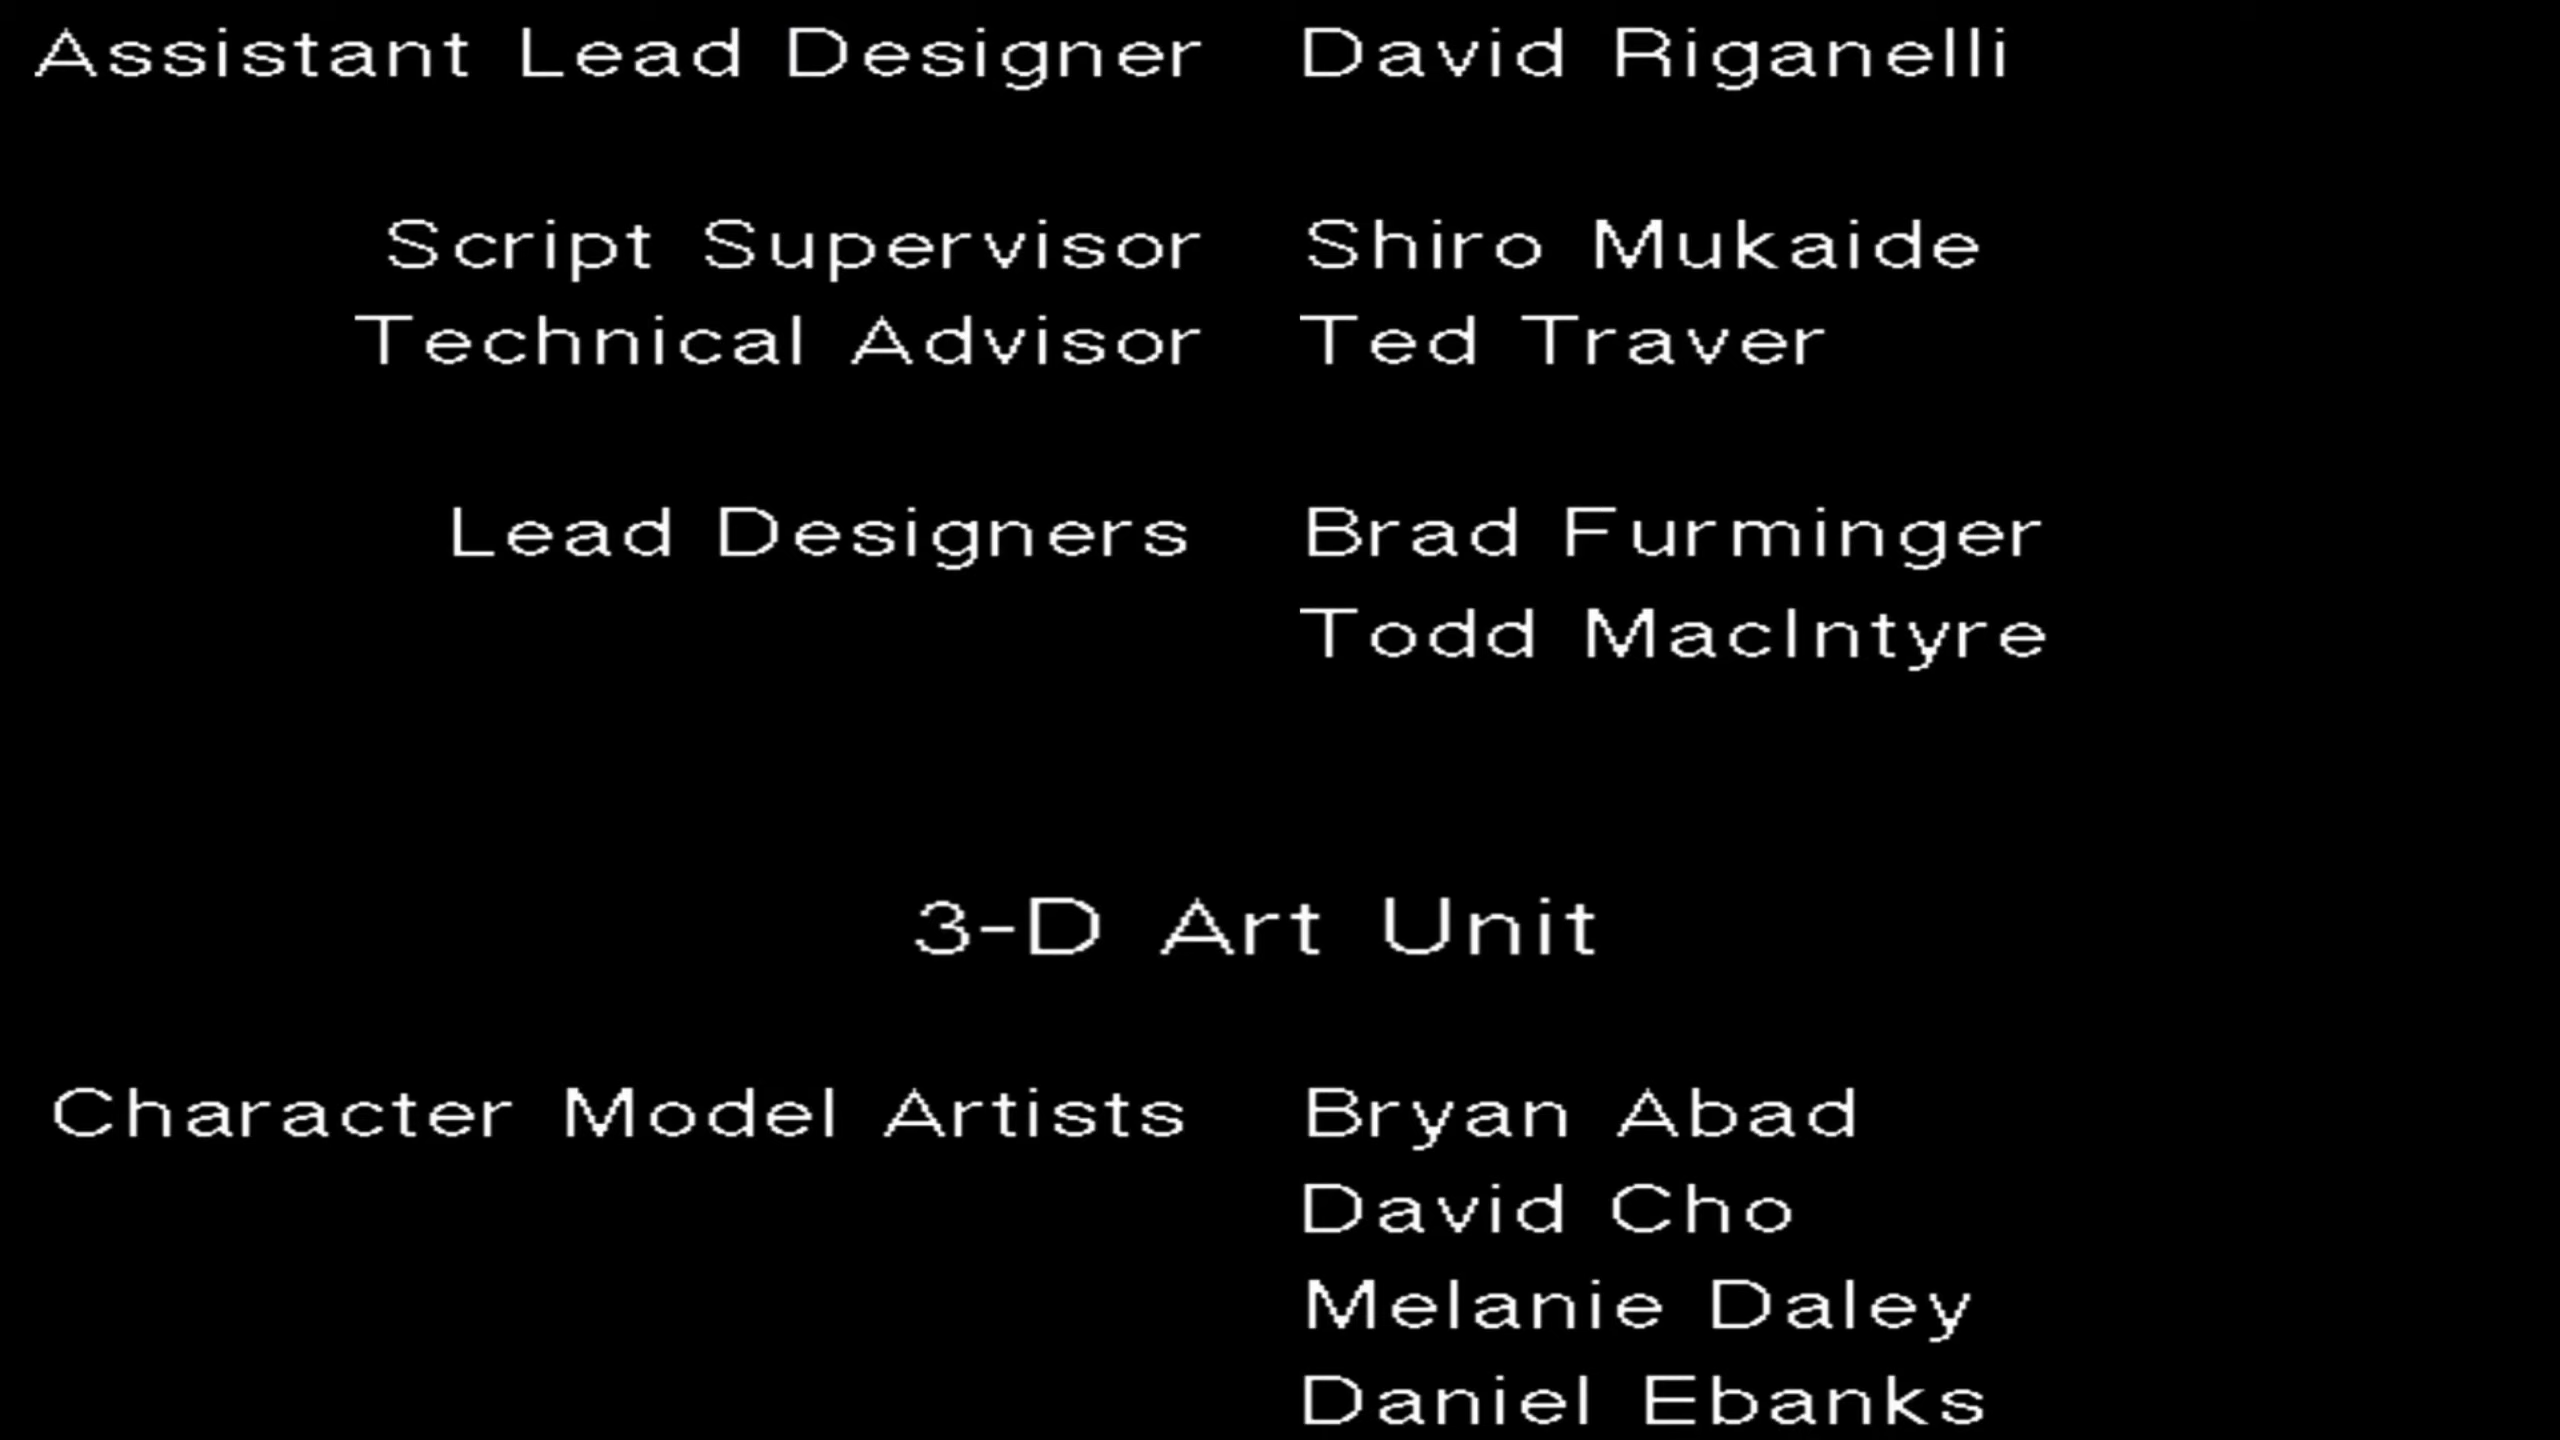 Assistant Lead Designer David Riganelli
Script Supervisor Shiro Mukaide
Technical Advisor Ted Traver
Lead Designers Brad Furminger
Todd MacIntyre
3-D Art Unit
Character Model Artists Bryan Abad
David Cho
Melanie Daley
Daniel Ebanks